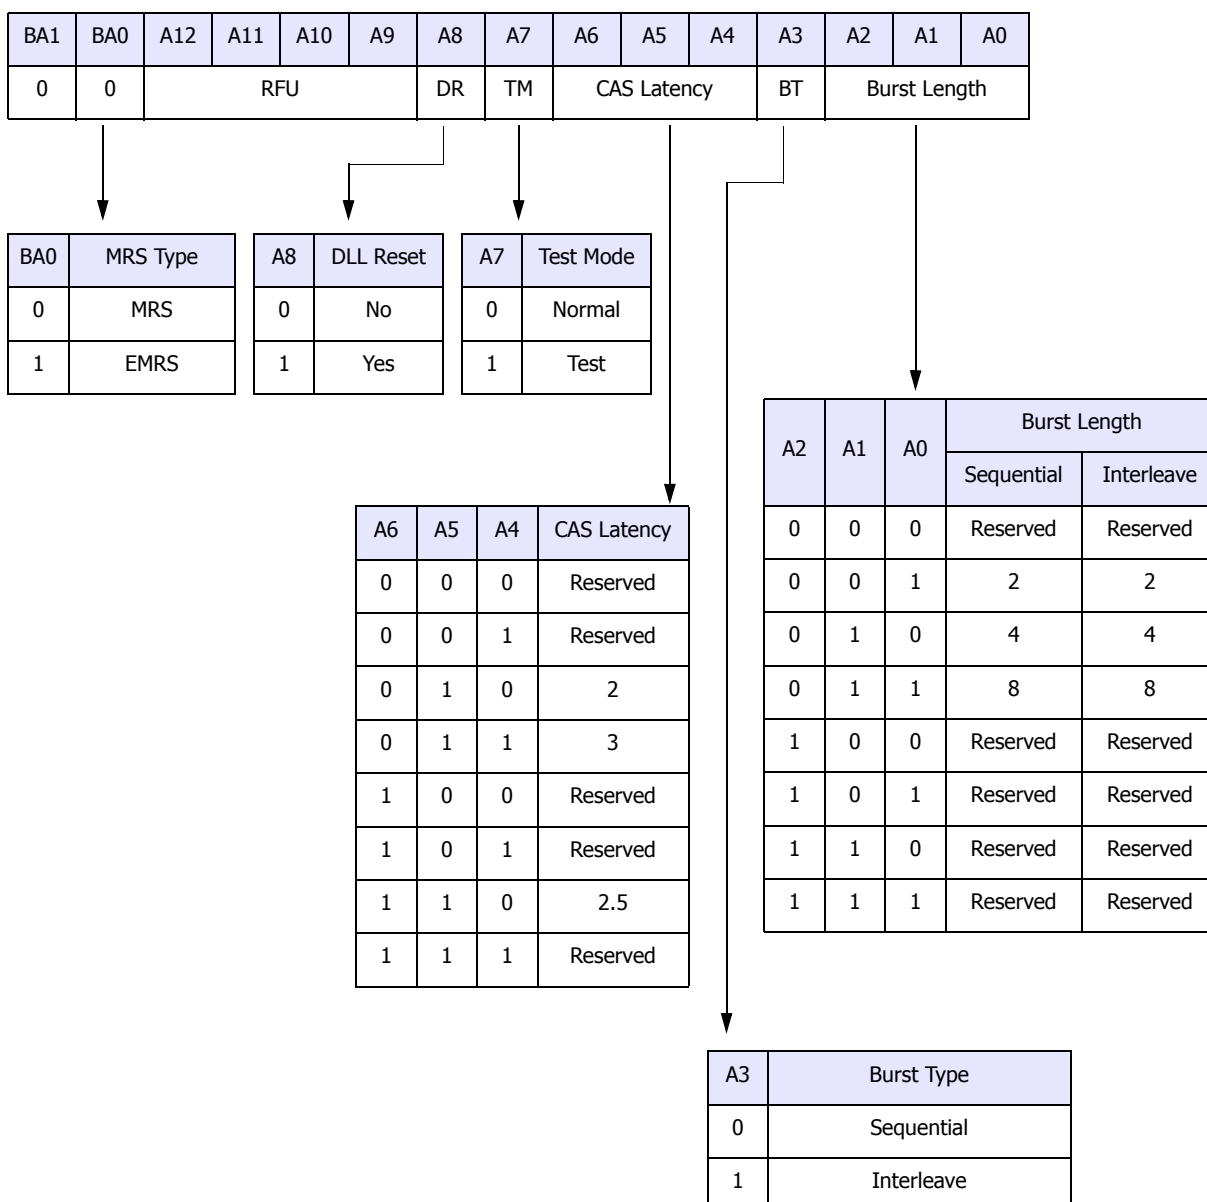 BA1 BA0 A12 A11 A10 A9 A8 A7 A6 A5 A4 A3 A2 A1 A0
0 0 RFU DR TM CAS Latency BT Burst Length
BA0 MRS Type
0 MRS
1 EMRS
A8 DLL Reset
0 No
1 Yes
A7 Test Mode
0 Normal
1 Test
A6 A5 A4 CAS Latency
0 0 0 Reserved
0 0 1 Reserved
0 1 0 2
0 1 1 3
1 0 0 Reserved
1 0 1 Reserved
1 1 0 2.5
1 1 1 Reserved
A2 A1 A0 Burst Length
Sequential Interleave
0 0 0 Reserved Reserved
0 0 1 2 2
0 1 0 4 4
0 1 1 8 8
1 0 0 Reserved Reserved
1 0 1 Reserved Reserved
1 1 0 Reserved Reserved
1 1 1 Reserved Reserved
A3 Burst Type
0 Sequential
1 Interleave